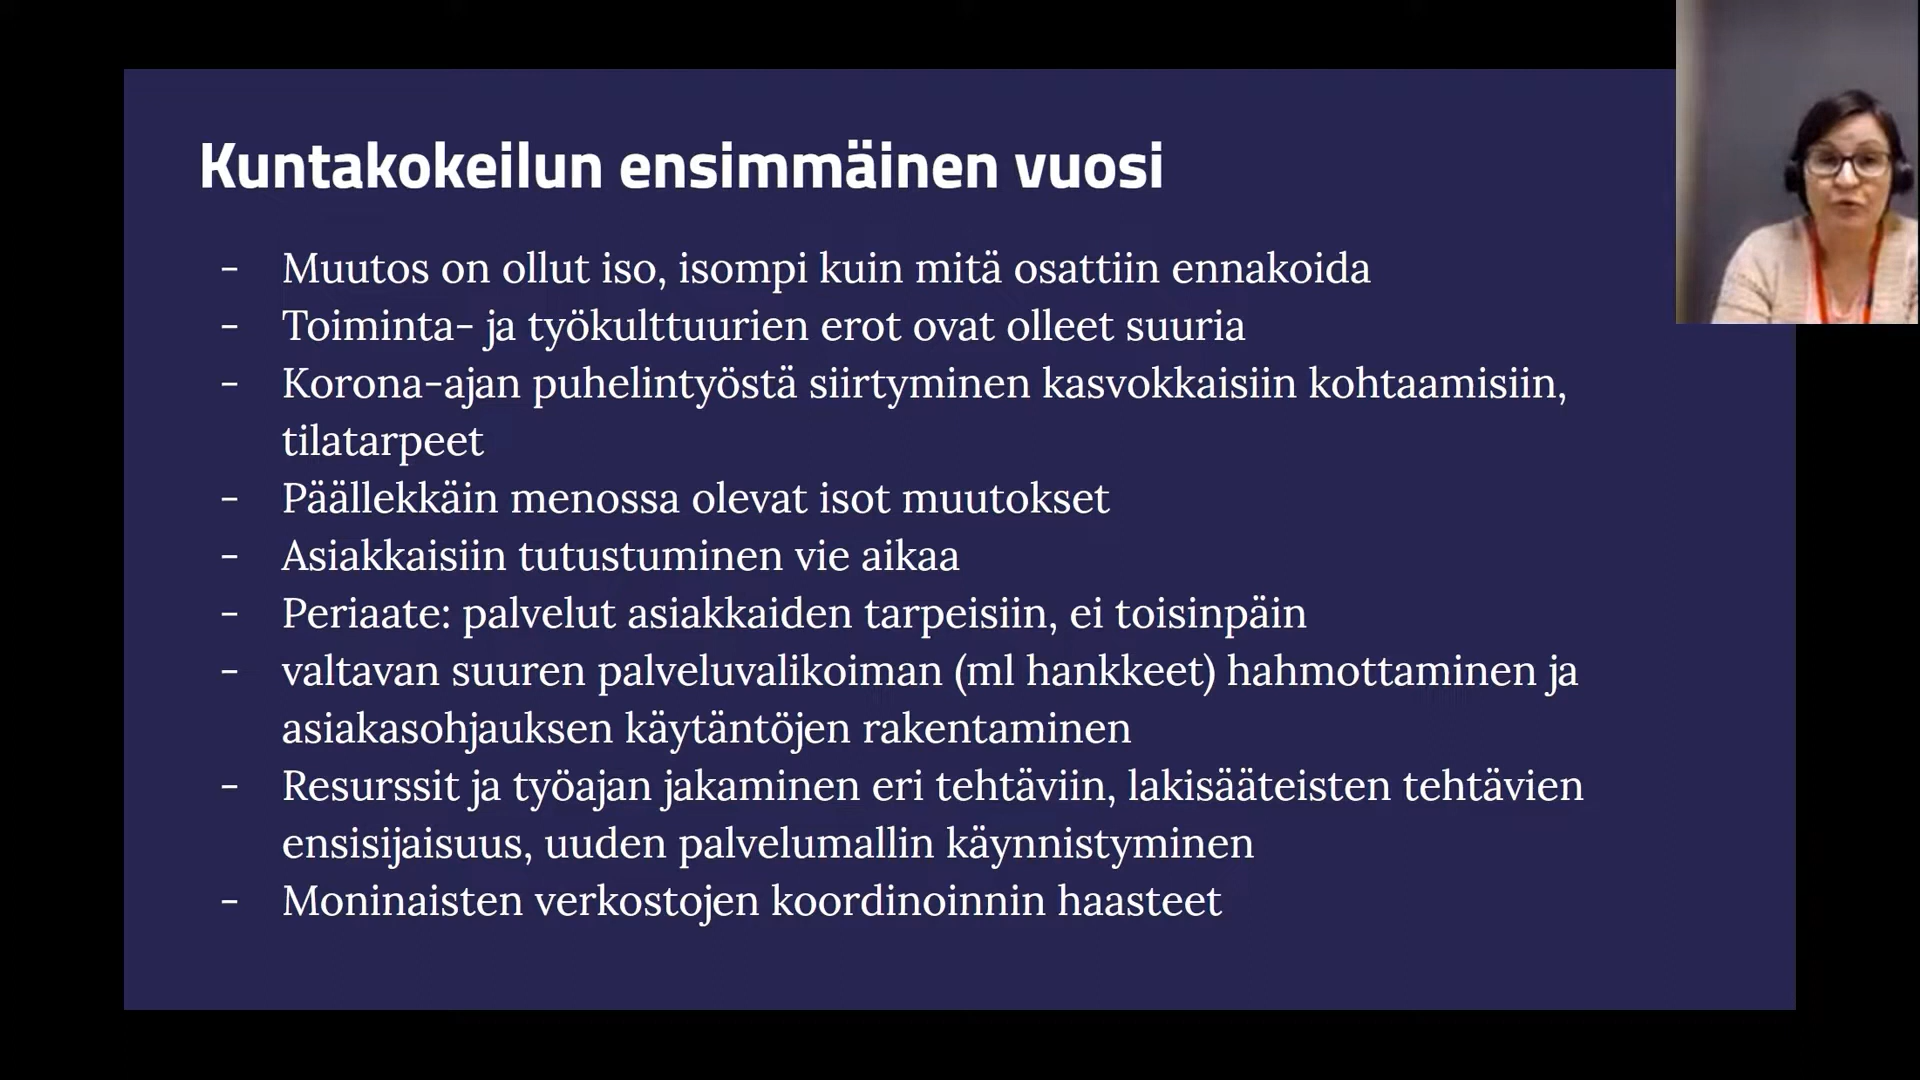 Kuntakokeilun ensimmäinen vuosi
- Muutos on ollut iso, isompi kuin mitä osattiin ennakoida
- Toiminta- ja työkulttuurien erot ovat olleet suuria
- Korona-ajan puhelintyöstä siirtyminen kasvokkaisiin kohtaamisiin,
tilatarpeet
- Päällekkäin menossa olevat isot muutokset
- Asiakkaisiin tutustuminen vie aikaa
- Periaate: palvelut asiakkaiden tarpeisiin, ei toisinpäin
- valtavan suuren palveluvalikoiman (ml hankkeet) hahmottaminen ja
asiakasohjauksen käytäntöjen rakentaminen
- Resurssit ja työajan jakaminen eri tehtäviin, lakisääteisten tehtävien
ensisijaisuus, uuden palvelumallin käynnistyminen
- Moninaisten verkostojen koordinoinnin haasteet